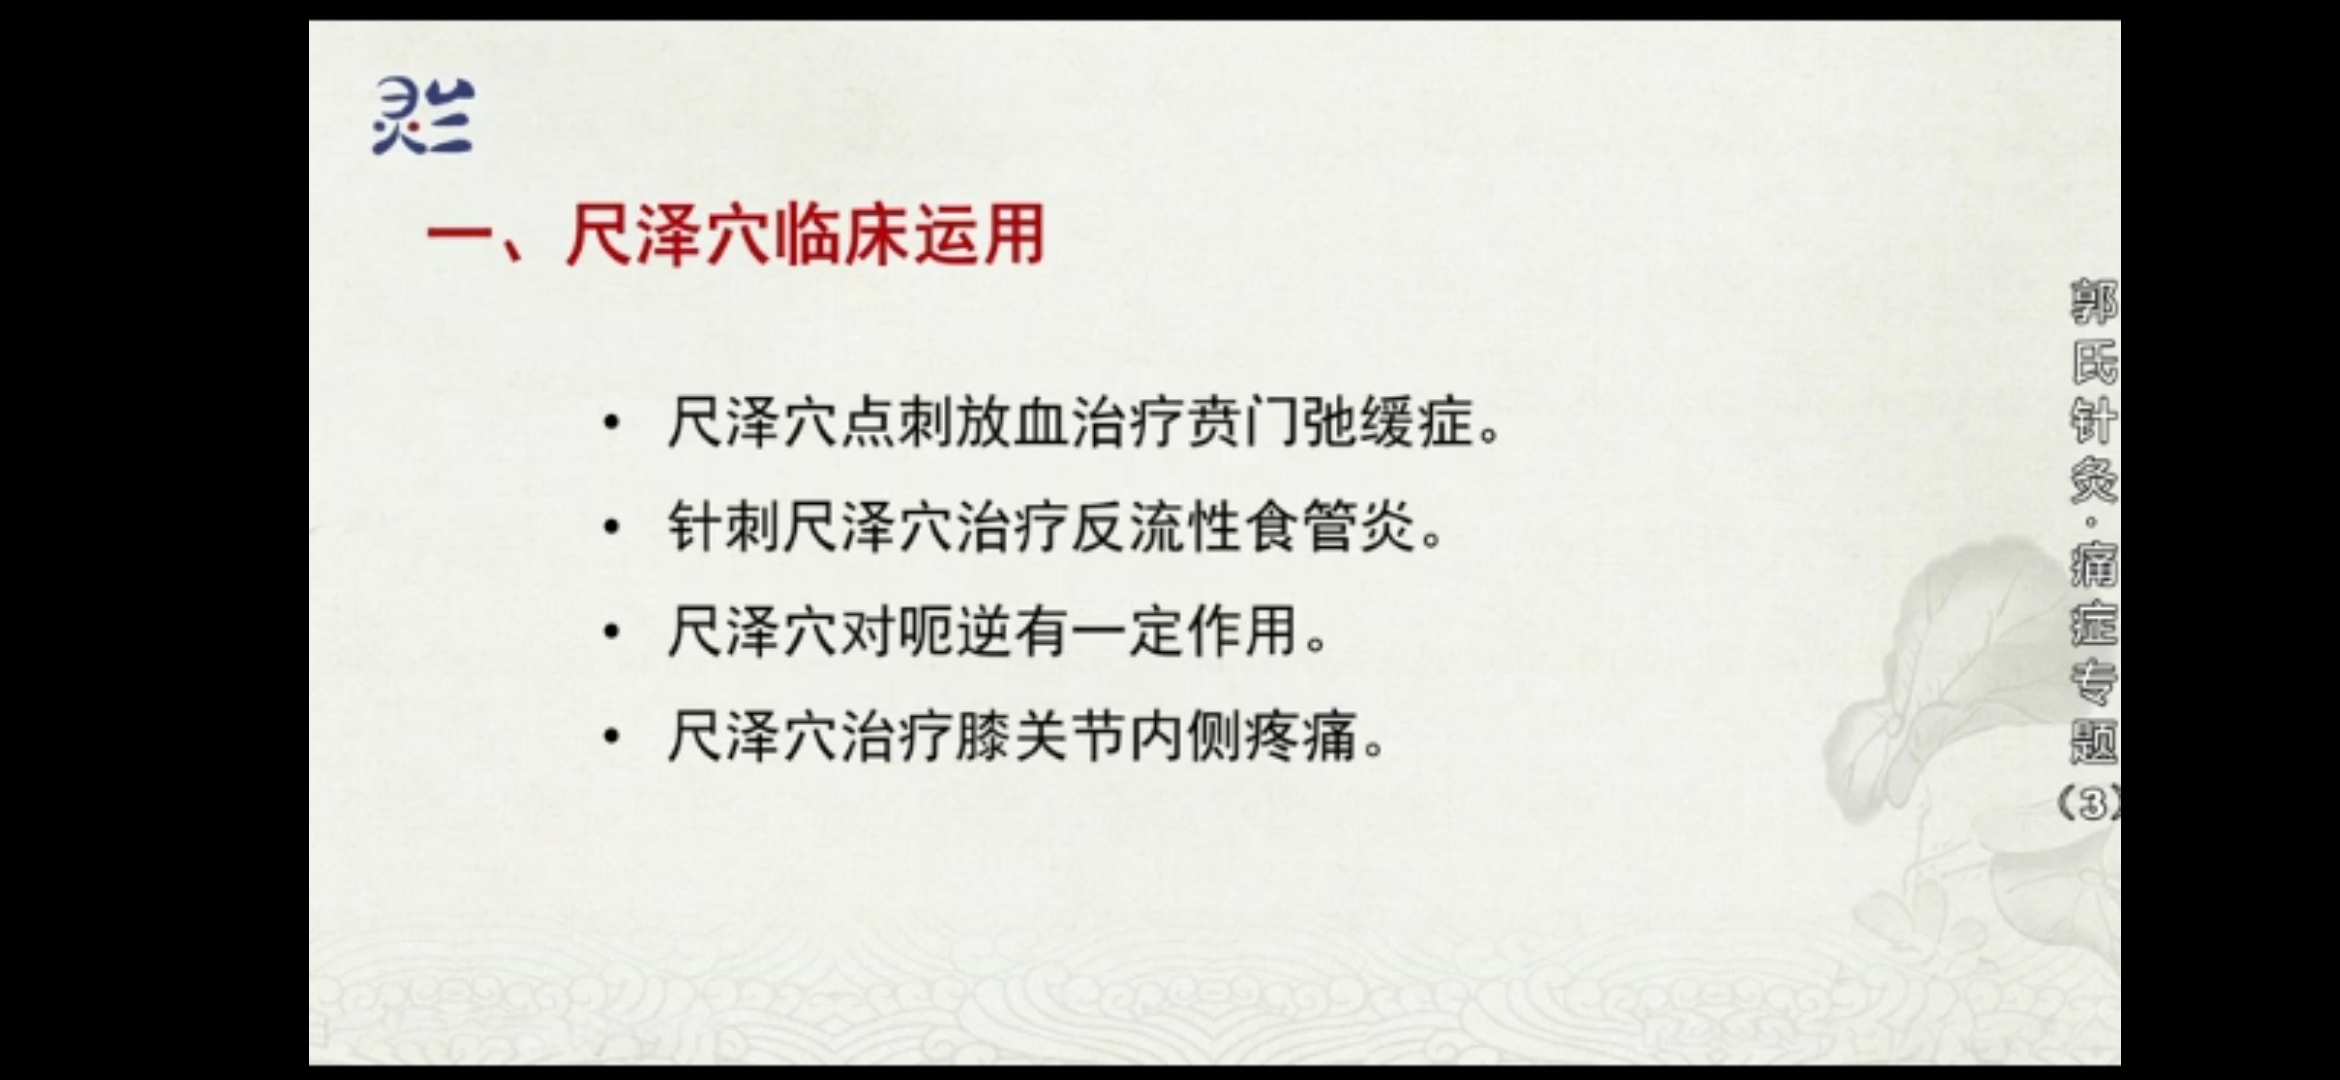 灵兰
一、尺泽穴临床运用
• 尺泽穴点刺放血治疗贲门弛缓症。
• 针刺尺泽穴治疗反流性食管炎。
• 尺泽穴对呃逆有一定作用。
• 尺泽穴治疗膝关节内侧疼痛。
郭氏针灸·痛症专题（3）